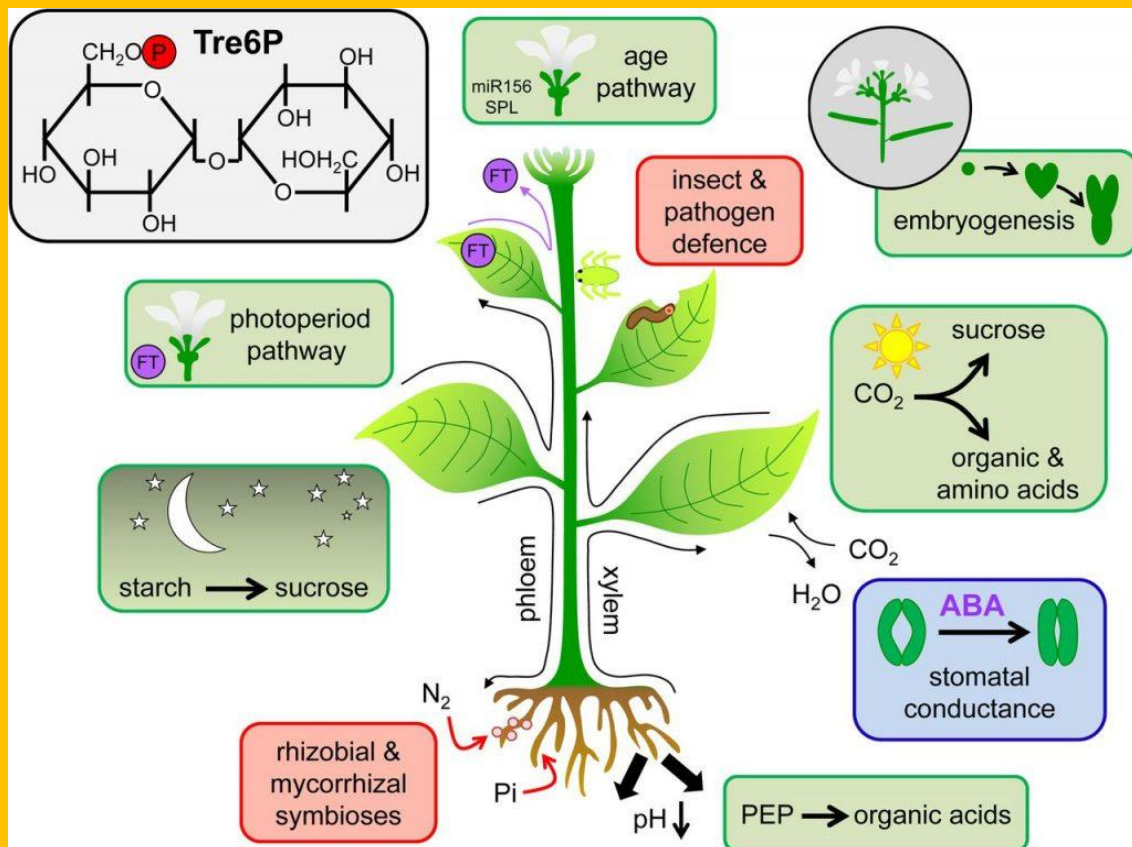 Tre6P
CH₂O P
O
OH
OH
HO
OH
OH
O
HOH₂C
O
OH
miR156
SPL
age
pathway
embryogenesis
insect &
pathogen
defence
FT
FT
photoperiod
pathway
FT
sucrose
CO₂
organic &
amino acids
starch
sucrose
phloem
xylem
CO₂
H₂O
ABA
stomatal
conductance
N₂
Pi
rhizobial &
mycorrhizal
symbioses
pH
PEP
organic acids